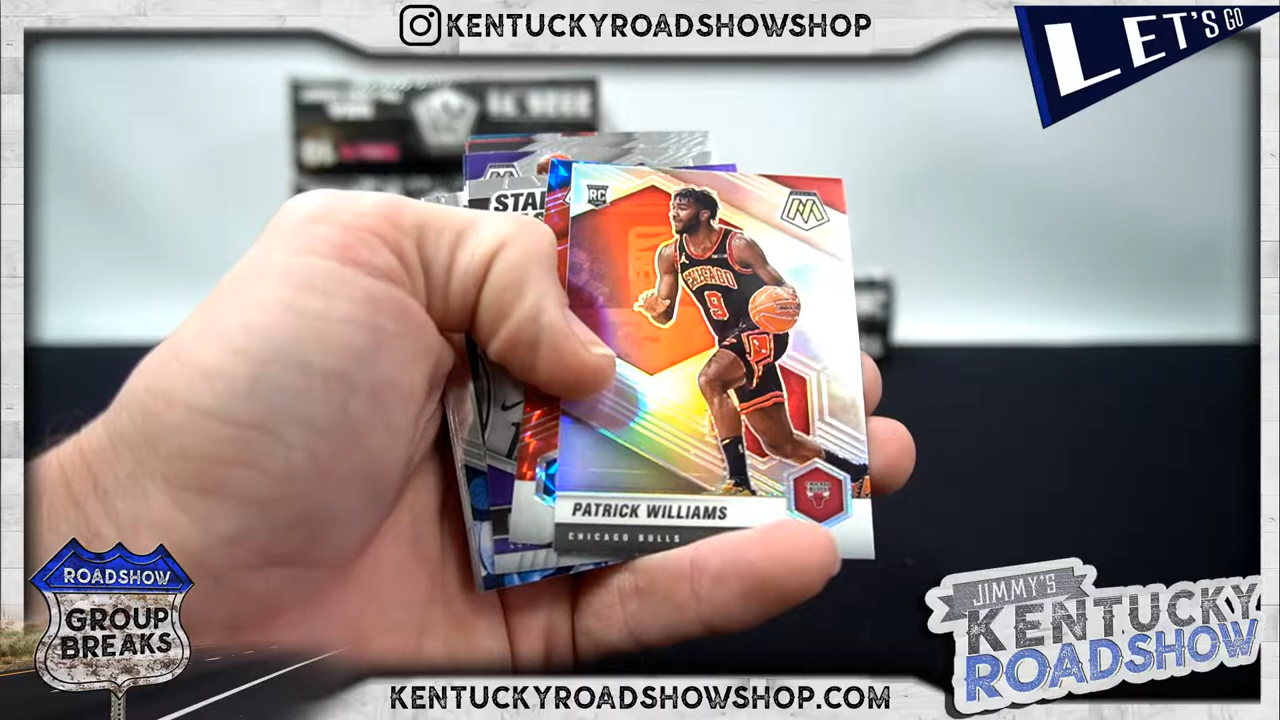 KENTUCKYROADSHOWSHOP
LET'S GO
STA
RC
M
CHICAGO
9
PATRICK WILLIAMS
CHICAGO BULLS
ROADSHOW
GROUP
BREAKS
JIMMY'S
KENTUCKY
ROADSHOW
KENTUCKYROADSHOWSHOP.COM